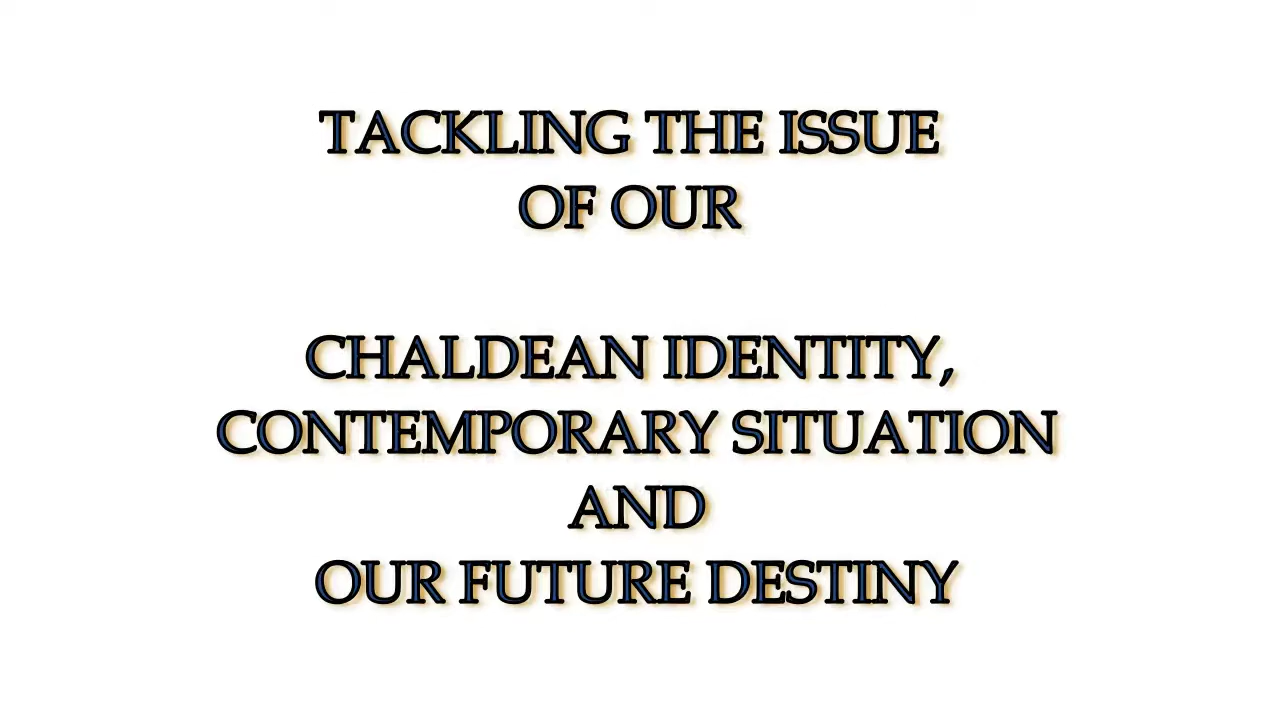 TACKLING THE ISSUE
OF OUR
CHALDEAN IDENTITY,
CONTEMPORARY SITUATION
AND
OUR FUTURE DESTINY